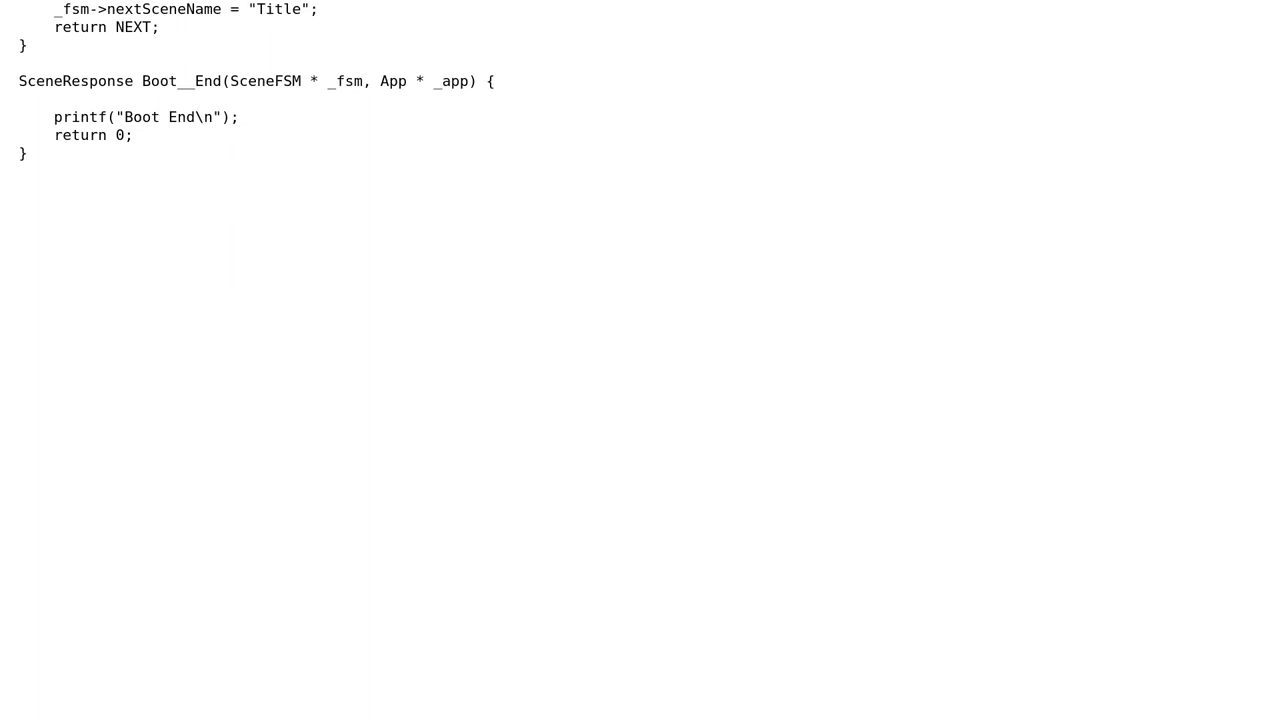 _fsm->nextSceneName = "Title";
    return NEXT;
}

SceneResponse Boot__End(SceneFSM * _fsm, App * _app) {

    printf("Boot End\n");
    return 0;
}